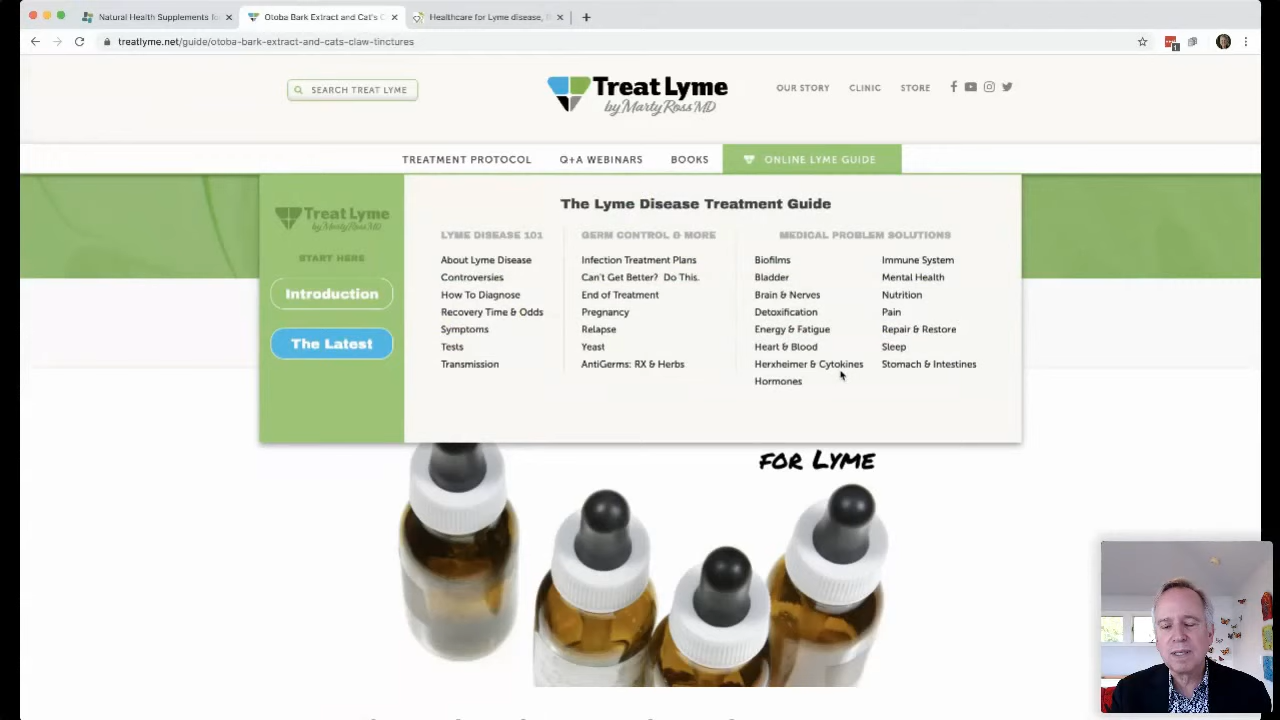 Natural Health Supplements fo
Otoba Bark Extract and Cat's C
Healthcare for Lyme disease,
treatlyme.net/guide/otoba-bark-extract-and-cats-claw-tinctures
SEARCH TREAT LYME
Treat Lyme
by Marty Ross MD
OUR STORY
CLINIC
STORE
TREATMENT PROTOCOL
Q+A WEBINARS
BOOKS
ONLINE LYME GUIDE
Treat Lyme
by Marty Ross MD
START HERE
Introduction
The Latest
The Lyme Disease Treatment Guide
LYME DISEASE 101
About Lyme Disease
Controversies
How To Diagnose
Recovery Time & Odds
Symptoms
Tests
Transmission
GERM CONTROL & MORE
Infection Treatment Plans
Can't Get Better? Do This.
End of Treatment
Pregnancy
Relapse
Yeast
AntiGerms: RX & Herbs
MEDICAL PROBLEM SOLUTIONS
Biofilms
Bladder
Brain & Nerves
Detoxification
Energy & Fatigue
Heart & Blood
Herxheimer & Cytokines
Hormones
Immune System
Mental Health
Nutrition
Pain
Repair & Restore
Sleep
Stomach & Intestines
FOR LYME